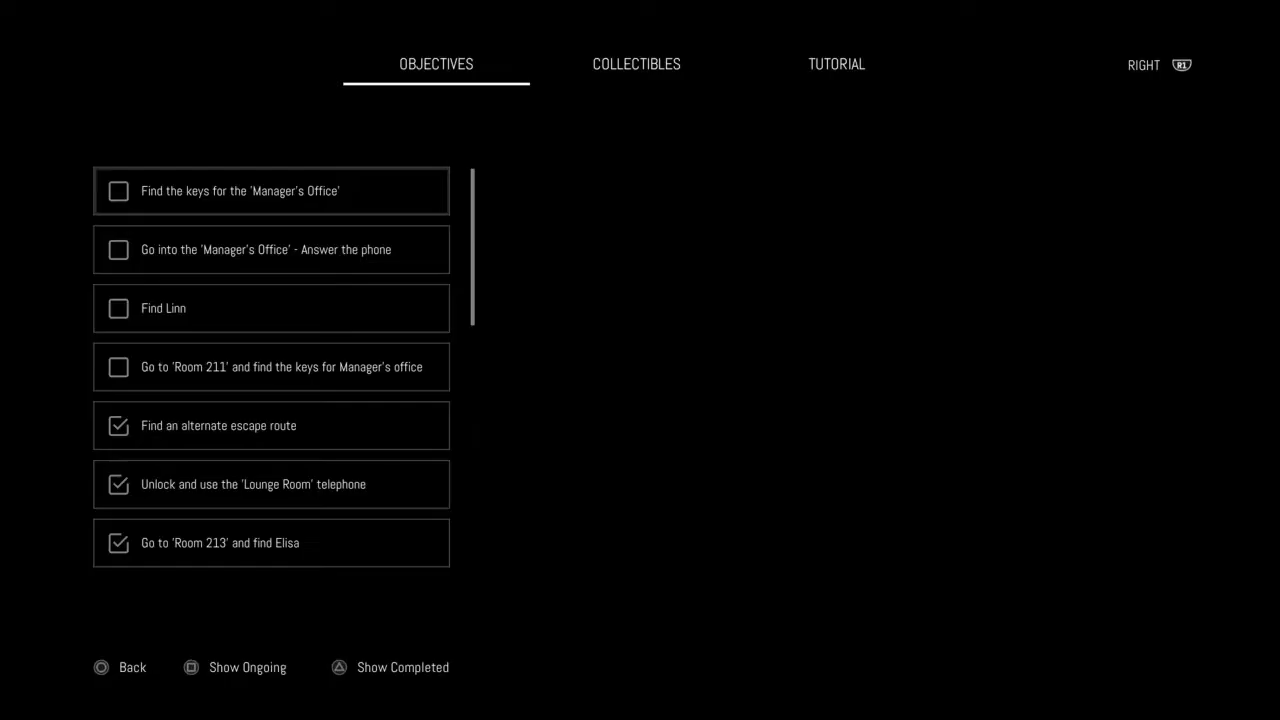 OBJECTIVES
COLLECTIBLES
TUTORIAL
RIGHT R1
Find the keys for the 'Manager's Office'
Go into the 'Manager's Office' - Answer the phone
Find Linn
Go to 'Room 211' and find the keys for Manager's office
Find an alternate escape route
Unlock and use the 'Lounge Room' telephone
Go to 'Room 213' and find Elisa
Back
Show Ongoing
Show Completed